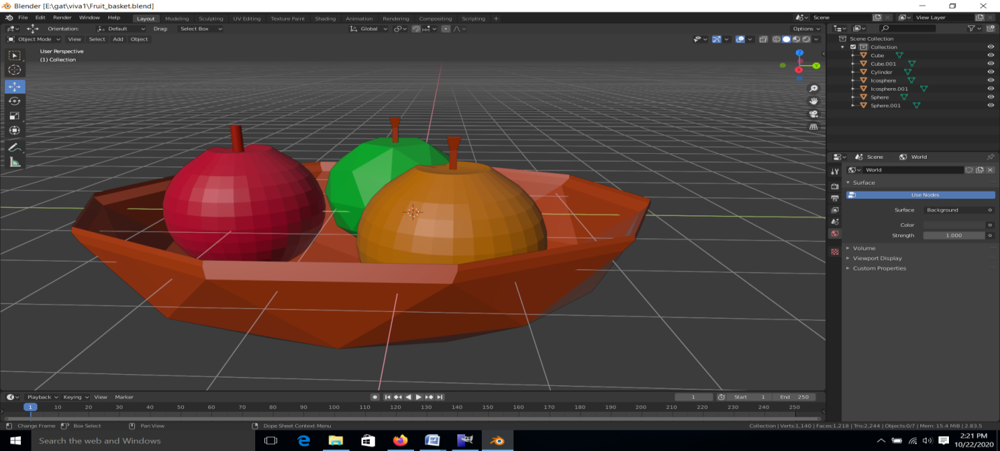 Blender [E:\gat\viva1\Fruit_basket.blend]
File Edit Render Window Help Layout Modeling Sculpting UV Editing Texture Paint Shading Animation Rendering Compositing Scripting + Scene View Layer
Orientation: Default Drag: Select Box Global Options
Object Mode View Select Add Object
User Perspective
(1) Collection
Z
Y
X
Scene Collection
Collection
Cube
Cube.001
Cylinder
Icosphere
Icosphere.001
Sphere
Sphere.001
Scene World
World
Surface
Use Nodes
Surface Background
Color
Strength 1.000
Volume
Viewport Display
Custom Properties
Playback Keying View Marker 1 Start 1 End 250
1 10 20 30 40 50 60 70 80 90 100 110 120 130 140 150 160 170 180 190 200 210 220 230 240 250
Change Frame Box Select Pan View Dope Sheet Context Menu Collection | Verts:1,140 | Faces:1,218 | Tris:2,244 | Objects:0/7 | Mem: 15.4 MiB | 2.83.5
Search the web and Windows
2:21 PM
10/22/2020